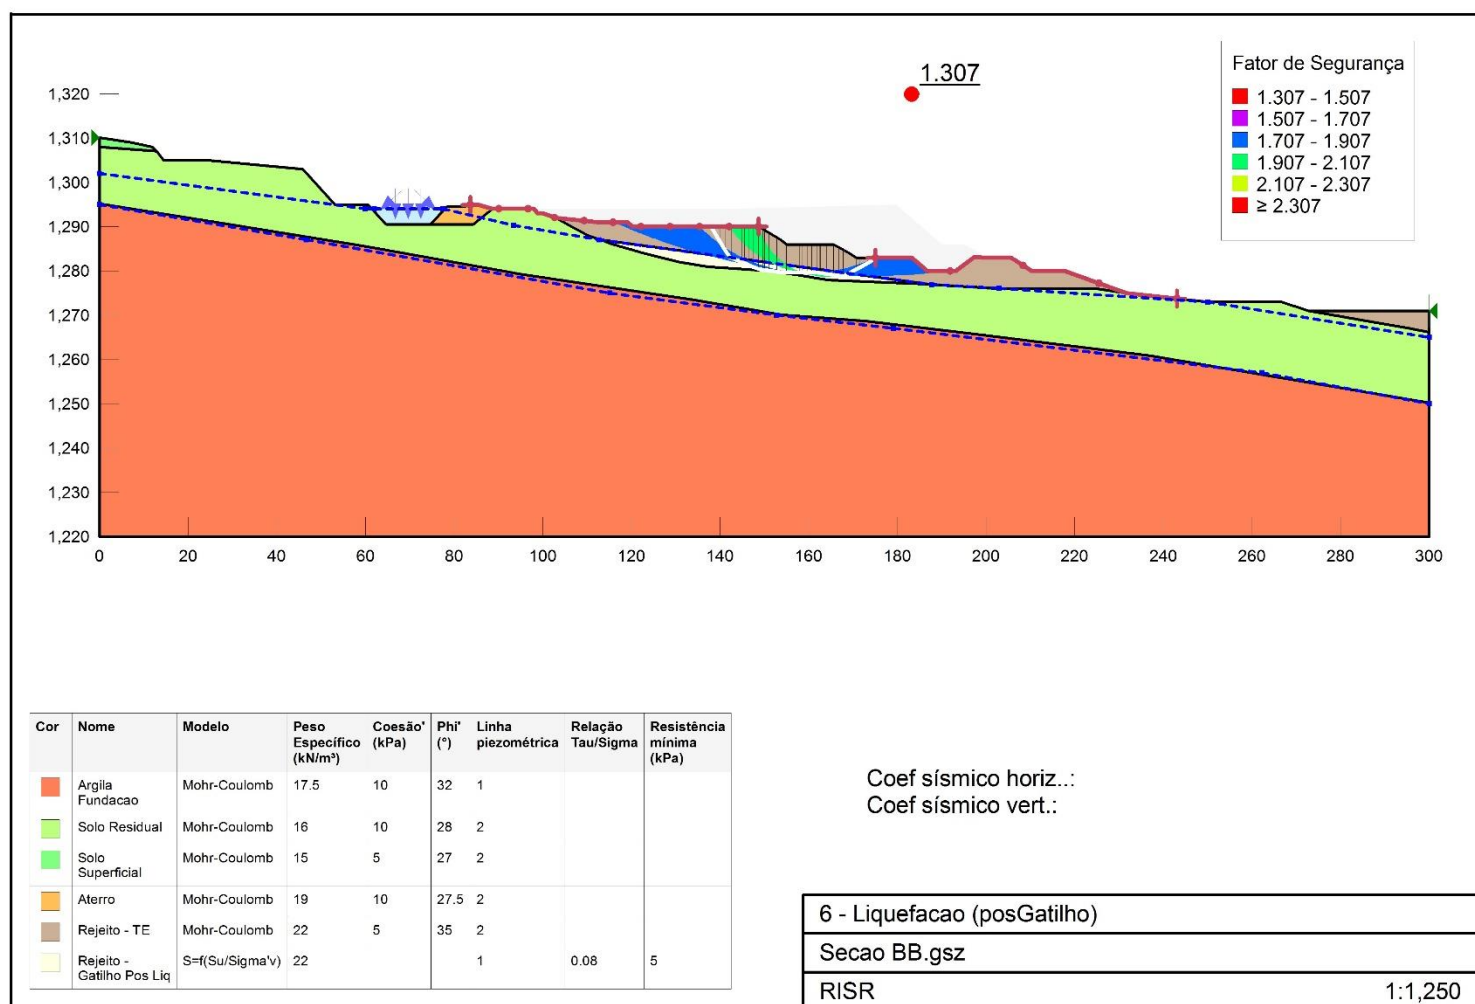 1.307
Fator de Segurança
1.307 - 1.507
1.507 - 1.707
1.707 - 1.907
1.907 - 2.107
2.107 - 2.307
≥ 2.307
1,320
1,310
1,300
1,290
1,280
1,270
1,260
1,250
1,240
1,230
1,220
0 20 40 60 80 100 120 140 160 180 200 220 240 260 280 300
Cor Nome Modelo Peso Específico (kN/m³) Coesão' (kPa) Phi' (°) Linha piezométrica Relação Tau/Sigma Resistência mínima (kPa)
Argila Fundacao Mohr-Coulomb 17.5 10 32 1
Solo Residual Mohr-Coulomb 16 10 28 2
Solo Superficial Mohr-Coulomb 15 5 27 2
Aterro Mohr-Coulomb 19 10 27.5 2
Rejeito - TE Mohr-Coulomb 22 5 35 2
Rejeito - Gatilho Pos Liq S=f(Su/Sigma'v) 22 1 0.08 5
Coef sísmico horiz..:
Coef sísmico vert.:
6 - Liquefacao (posGatilho)
Secao BB.gsz
RISR 1:1,250